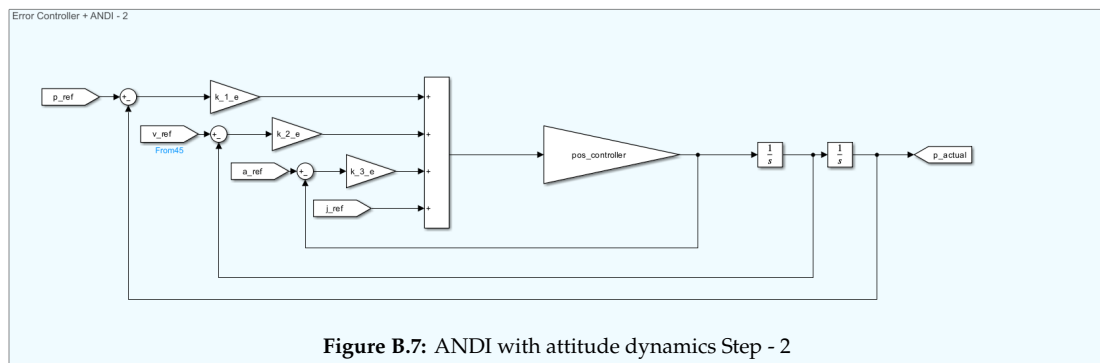 Error Controller + ANDI - 2
p_ref
+
-
k_1_e
+
v_ref
From45
+
-
k_2_e
+
a_ref
+
-
k_3_e
+
j_ref
+
pos_controller
1
s
1
s
p_actual
Figure B.7: ANDI with attitude dynamics Step - 2